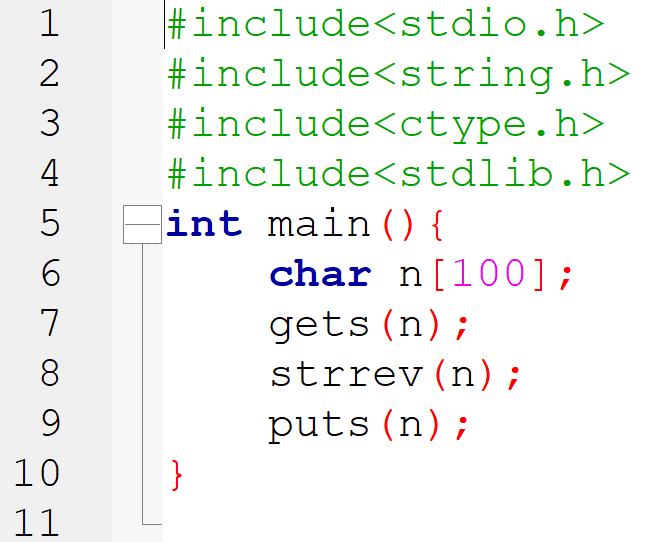 1 #include<stdio.h>
2 #include<string.h>
3 #include<ctype.h>
4 #include<stdlib.h>
5 int main(){
6 char n[100];
7 gets(n);
8 strrev(n);
9 puts(n);
10 }
11